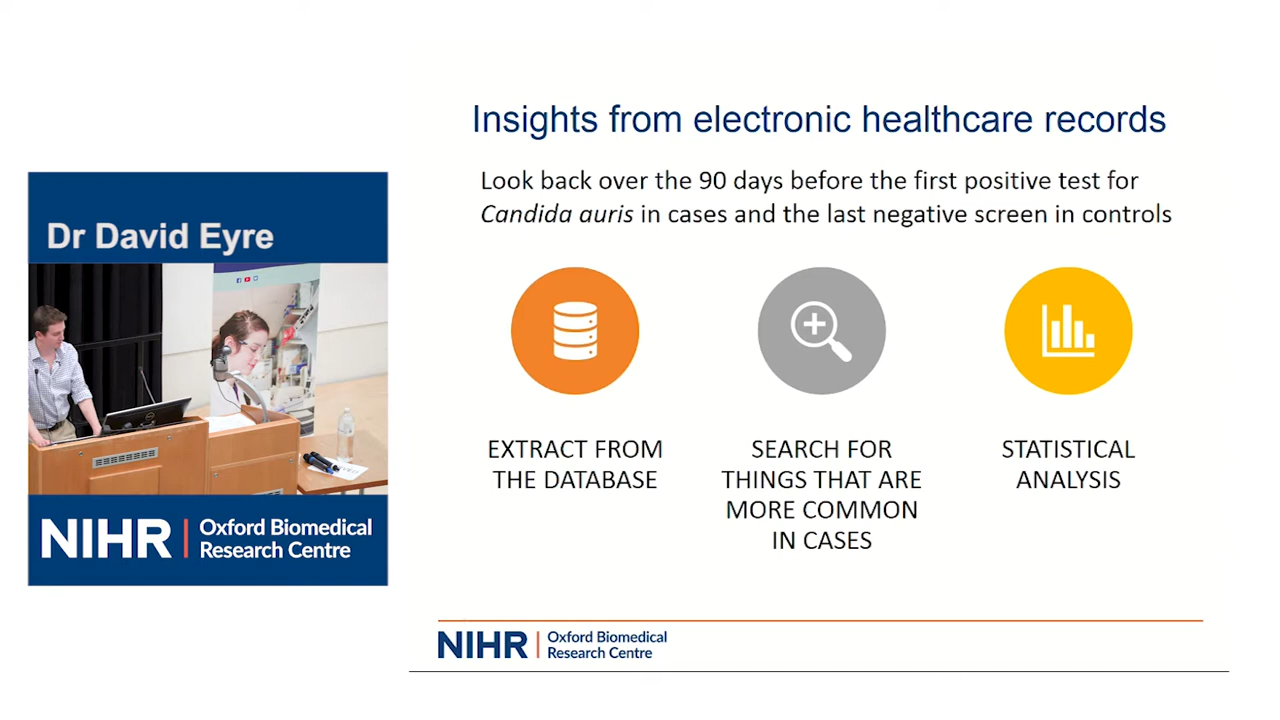 Dr David Eyre
NIHR | Oxford Biomedical
Research Centre
Insights from electronic healthcare records
Look back over the 90 days before the first positive test for
Candida auris in cases and the last negative screen in controls
EXTRACT FROM
THE DATABASE
SEARCH FOR
THINGS THAT ARE
MORE COMMON
IN CASES
STATISTICAL
ANALYSIS
NIHR | Oxford Biomedical
Research Centre